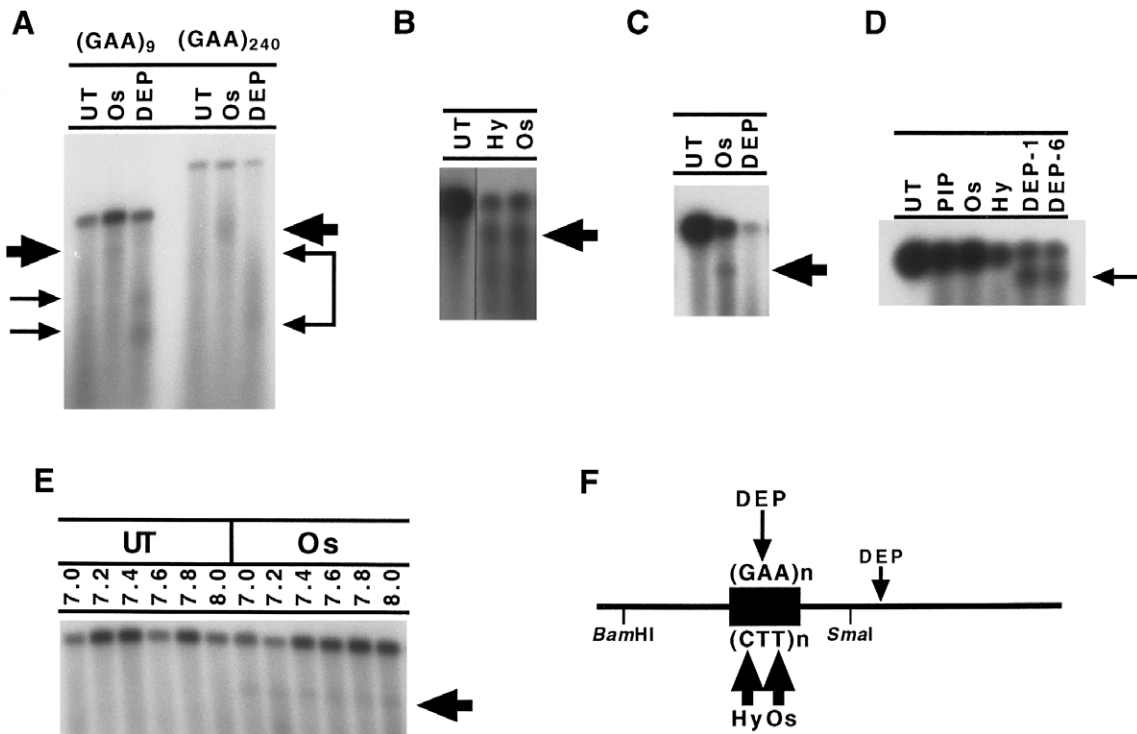 A
(GAA)9 (GAA)240
UT Os DEP UT Os DEP
B
UT Hy Os
C
UT Os DEP
D
UT PIP Os Hy DEP-1 DEP-6
E
UT Os
7.0 7.2 7.4 7.6 7.8 8.0 7.0 7.2 7.4 7.6 7.8 8.0
F
DEP
DEP
(GAA)n
BamHI SmaI
(CTT)n
Hy Os